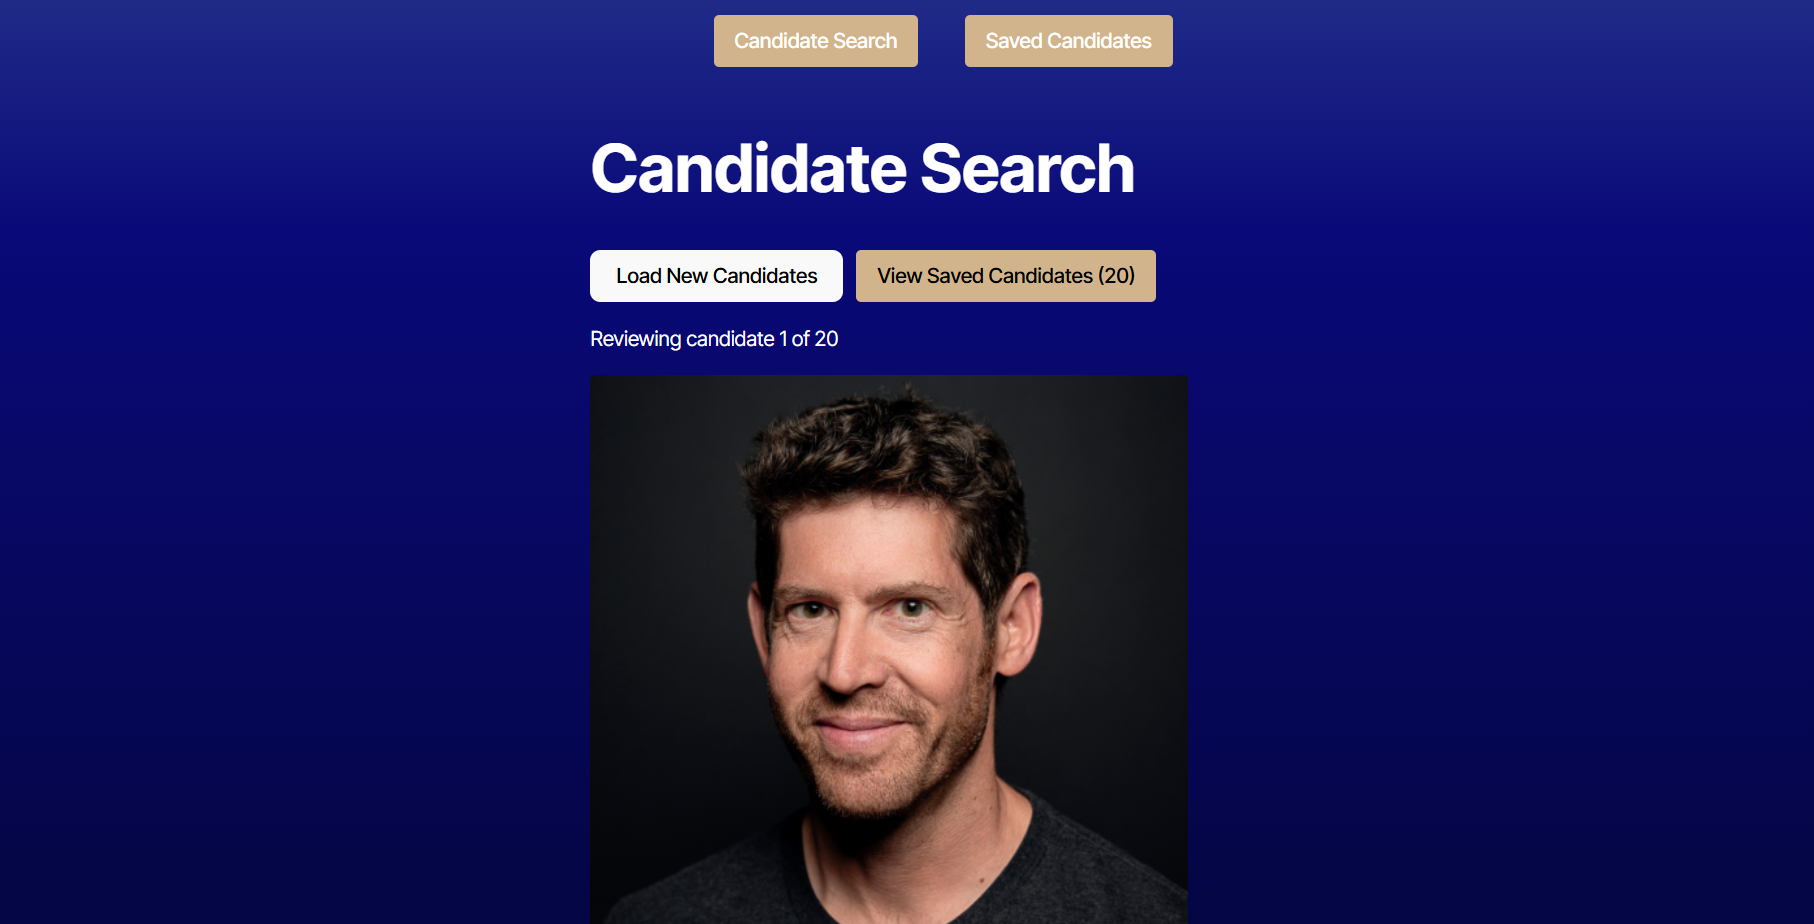 Candidate Search
Saved Candidates
Candidate Search
Load New Candidates
View Saved Candidates (20)
Reviewing candidate 1 of 20